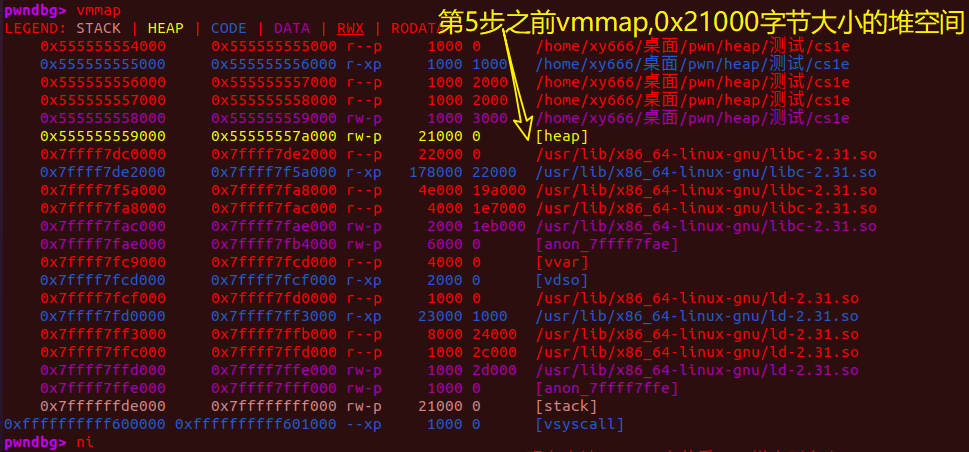 pwndbg> vmmap
第5步之前vmmap,0x21000字节大小的堆空间
LEGEND: STACK | HEAP | CODE | DATA | RWX | RODATA
0x555555554000 0x555555555000 r--p 1000 0 /home/xy666/桌面/pwn/heap/测试/cs1e
0x555555555000 0x555555556000 r-xp 1000 1000 /home/xy666/桌面/pwn/heap/测试/cs1e
0x555555556000 0x555555557000 r--p 1000 2000 /home/xy666/桌面/pwn/heap/测试/cs1e
0x555555557000 0x555555558000 r--p 1000 2000 /home/xy666/桌面/pwn/heap/测试/cs1e
0x555555558000 0x555555559000 rw-p 1000 3000 /home/xy666/桌面/pwn/heap/测试/cs1e
0x555555559000 0x55555557a000 rw-p 21000 0 [heap]
0x7ffff7dc0000 0x7ffff7de2000 r--p 22000 0 /usr/lib/x86_64-linux-gnu/libc-2.31.so
0x7ffff7de2000 0x7ffff7f5a000 r-xp 178000 22000 /usr/lib/x86_64-linux-gnu/libc-2.31.so
0x7ffff7f5a000 0x7ffff7fa8000 r--p 4e000 19a000 /usr/lib/x86_64-linux-gnu/libc-2.31.so
0x7ffff7fa8000 0x7ffff7fac000 r--p 4000 1e7000 /usr/lib/x86_64-linux-gnu/libc-2.31.so
0x7ffff7fac000 0x7ffff7fae000 rw-p 2000 1eb000 /usr/lib/x86_64-linux-gnu/libc-2.31.so
0x7ffff7fae000 0x7ffff7fb4000 rw-p 6000 0 [anon_7ffff7fae]
0x7ffff7fc9000 0x7ffff7fcd000 r--p 4000 0 [vvar]
0x7ffff7fcd000 0x7ffff7fcf000 r-xp 2000 0 [vdso]
0x7ffff7fcf000 0x7ffff7fd0000 r--p 1000 0 /usr/lib/x86_64-linux-gnu/ld-2.31.so
0x7ffff7fd0000 0x7ffff7ff3000 r-xp 23000 1000 /usr/lib/x86_64-linux-gnu/ld-2.31.so
0x7ffff7ff3000 0x7ffff7ffb000 r--p 8000 24000 /usr/lib/x86_64-linux-gnu/ld-2.31.so
0x7ffff7ffc000 0x7ffff7ffd000 r--p 1000 2c000 /usr/lib/x86_64-linux-gnu/ld-2.31.so
0x7ffff7ffd000 0x7ffff7ffe000 rw-p 1000 2d000 /usr/lib/x86_64-linux-gnu/ld-2.31.so
0x7ffff7ffe000 0x7ffff7fff000 rw-p 1000 0 [anon_7ffff7ffe]
0x7ffffffde000 0x7ffffffff000 rw-p 21000 0 [stack]
0xffffffffff600000 0xffffffffff601000 --xp 1000 0 [vsyscall]
pwndbg> ni